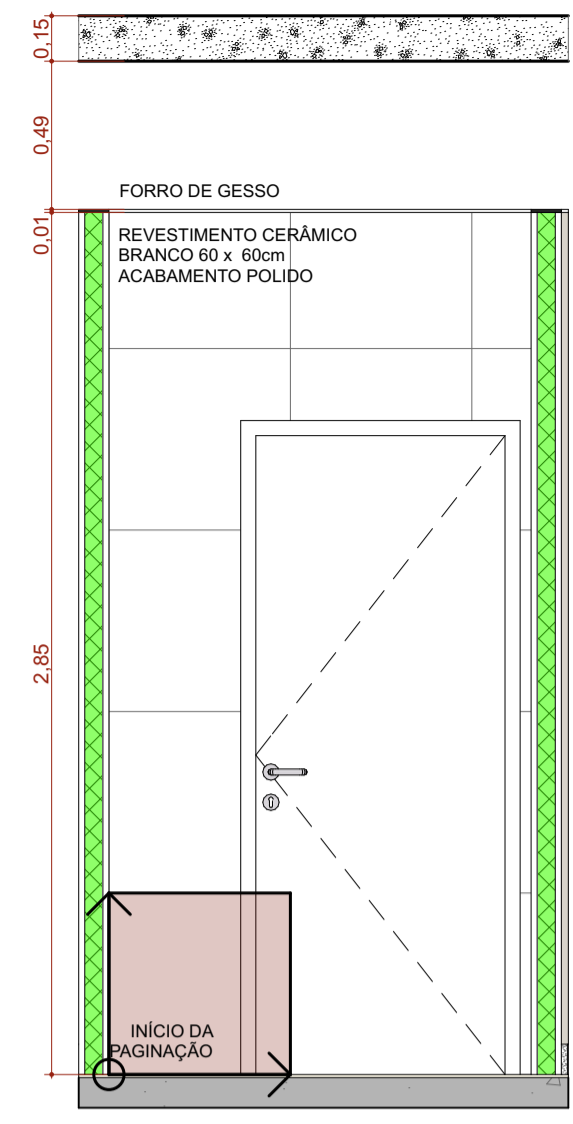 0,15
0,49
FORRO DE GESSO
0,01
REVESTIMENTO CERÂMICO
BRANCO 60 x 60cm
ACABAMENTO POLIDO
2,85
INÍCIO DA
PAGINAÇÃO